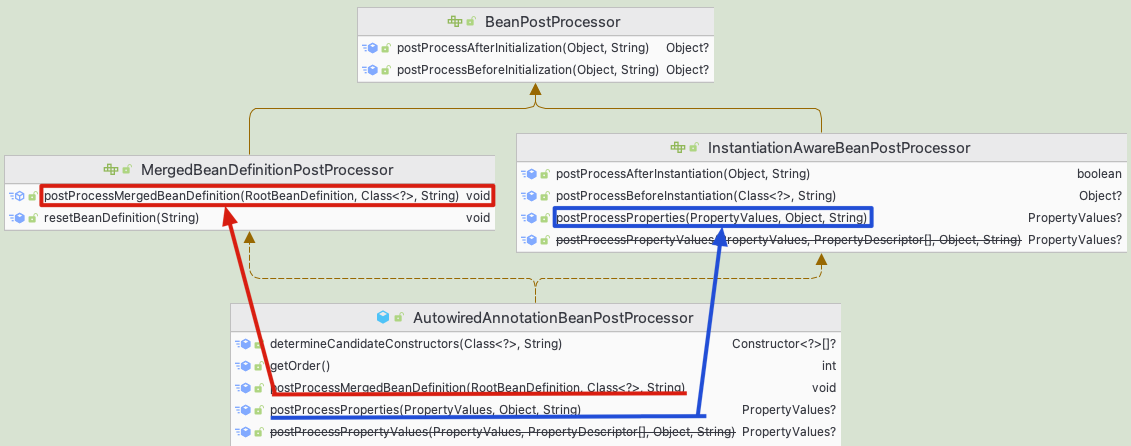 BeanPostProcessor
postProcessAfterInitialization(Object, String) Object?
postProcessBeforeInitialization(Object, String) Object?
MergedBeanDefinitionPostProcessor
postProcessMergedBeanDefinition(RootBeanDefinition, Class<?>, String) void
resetBeanDefinition(String) void
InstantiationAwareBeanPostProcessor
postProcessAfterInstantiation(Object, String) boolean
postProcessBeforeInstantiation(Class<?>, String) Object?
postProcessProperties(PropertyValues, Object, String) PropertyValues?
postProcessPropertyValues(PropertyValues, PropertyDescriptor[], Object, String) PropertyValues?
AutowiredAnnotationBeanPostProcessor
determineCandidateConstructors(Class<?>, String) Constructor<?>[]?
getOrder() int
postProcessMergedBeanDefinition(RootBeanDefinition, Class<?>, String) void
postProcessProperties(PropertyValues, Object, String) PropertyValues?
postProcessPropertyValues(PropertyValues, PropertyDescriptor[], Object, String) PropertyValues?